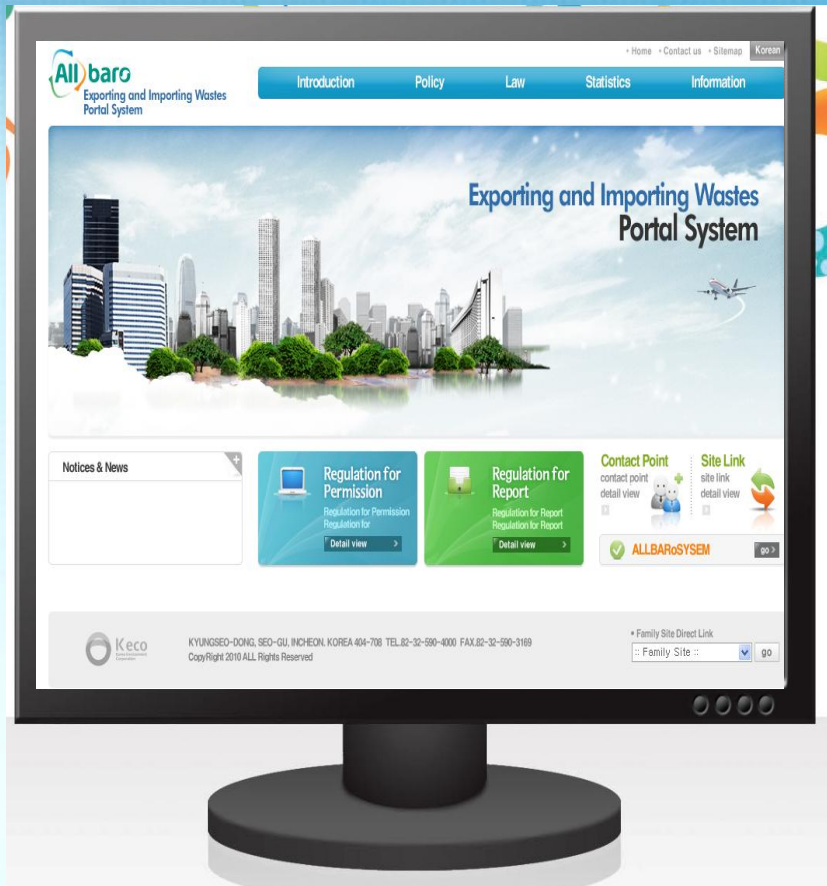 • Home • Contact us • Sitemap Korean
All baro
Exporting and Importing Wastes
Portal System
Introduction Policy Law Statistics Information
Exporting and Importing Wastes
Portal System
Notices & News
Regulation for
Permission
Regulation for Permission
Regulation for
Detail view >
Regulation for
Report
Regulation for Report
Regulation for Report
Detail view >
Contact Point
contact point
detail view
Site Link
site link
detail view
ALLBARoSYSEM go >
Keco
KYUNGSEO-DONG, SEO-GU, INCHEON. KOREA 404-708 TEL.82-32-590-4000 FAX.82-32-590-3169
CopyRight 2010 ALL Rights Reserved
• Family Site Direct Link
:: Family Site :: go